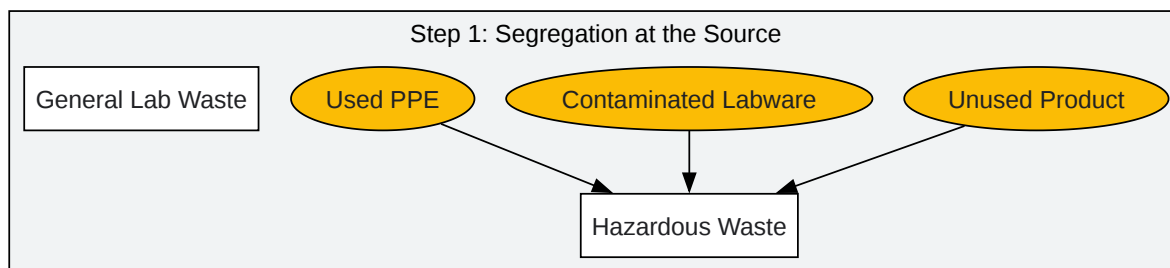 Step 1: Segregation at the Source
General Lab Waste
Used PPE
Contaminated Labware
Unused Product
Hazardous Waste